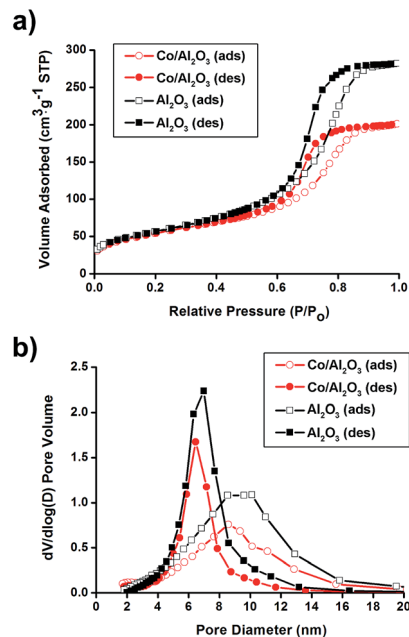 a)
300
250
200
150
100
50
0
Volume Adsorbed (cm³g⁻¹ STP)
Co/Al₂O₃ (ads)
Co/Al₂O₃ (des)
Al₂O₃ (ads)
Al₂O₃ (des)
0.0 0.2 0.4 0.6 0.8 1.0
Relative Pressure (P/Po)
b)
2.5
2.0
1.5
1.0
0.5
0.0
dV/dlog(D) Pore Volume
Co/Al₂O₃ (ads)
Co/Al₂O₃ (des)
Al₂O₃ (ads)
Al₂O₃ (des)
0 2 4 6 8 10 12 14 16 18 20
Pore Diameter (nm)